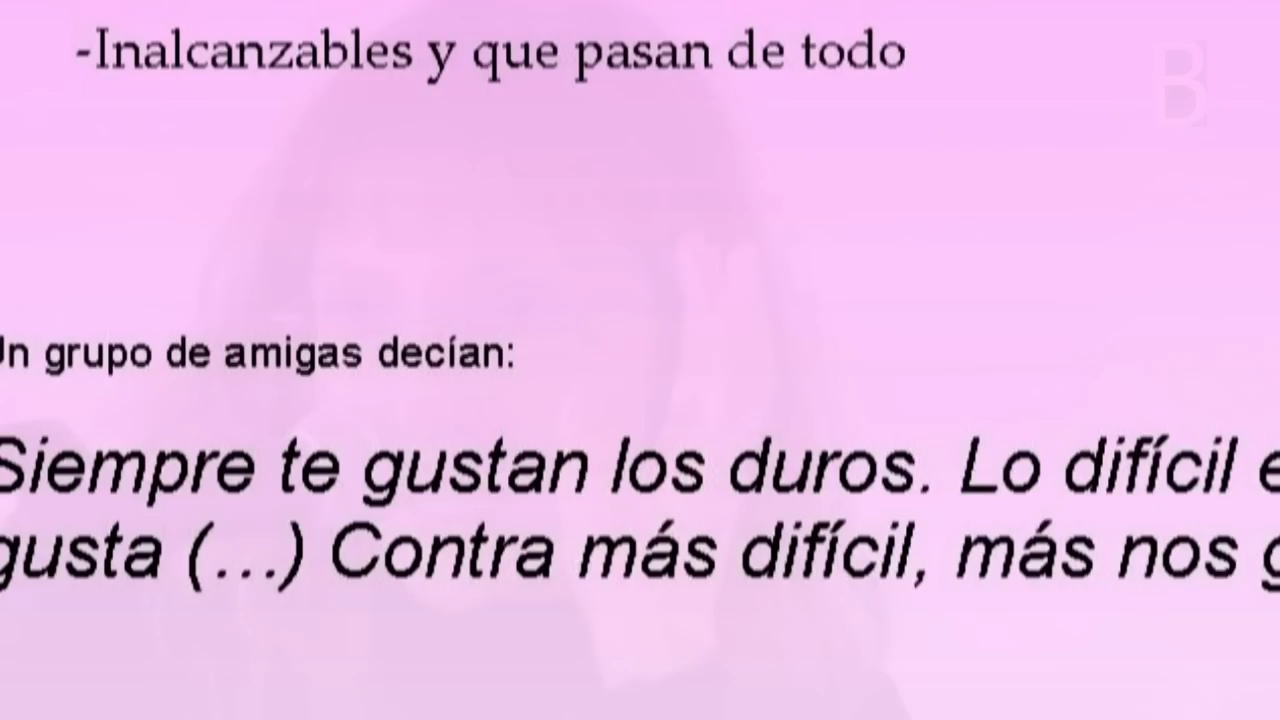 -Inalcanzables y que pasan de todo
B
Un grupo de amigas decían:
Siempre te gustan los duros. Lo difícil
gusta (...) Contra más difícil, más nos